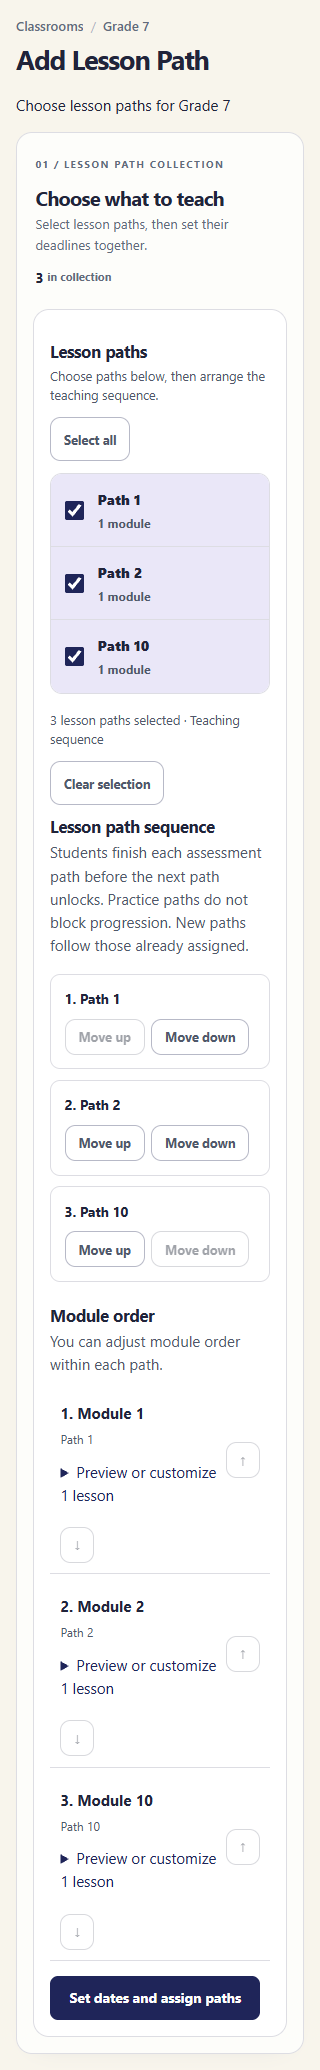 Classrooms / Grade 7
Add Lesson Path
Choose lesson paths for Grade 7
01 / LESSON PATH COLLECTION
Choose what to teach
Select lesson paths, then set their
deadlines together.
3 in collection
Lesson paths
Choose paths below, then arrange the
teaching sequence.
Select all
Path 1
1 module
Path 2
1 module
Path 10
1 module
3 lesson paths selected · Teaching
sequence
Clear selection
Lesson path sequence
Students finish each assessment
path before the next path
unlocks. Practice paths do not
block progression. New paths
follow those already assigned.
1. Path 1
Move up Move down
2. Path 2
Move up Move down
3. Path 10
Move up Move down
Module order
You can adjust module order
within each path.
1. Module 1
Path 1
▶ Preview or customize
1 lesson
↑
↓
2. Module 2
Path 2
▶ Preview or customize
1 lesson
↑
↓
3. Module 10
Path 10
▶ Preview or customize
1 lesson
↑
↓
Set dates and assign paths